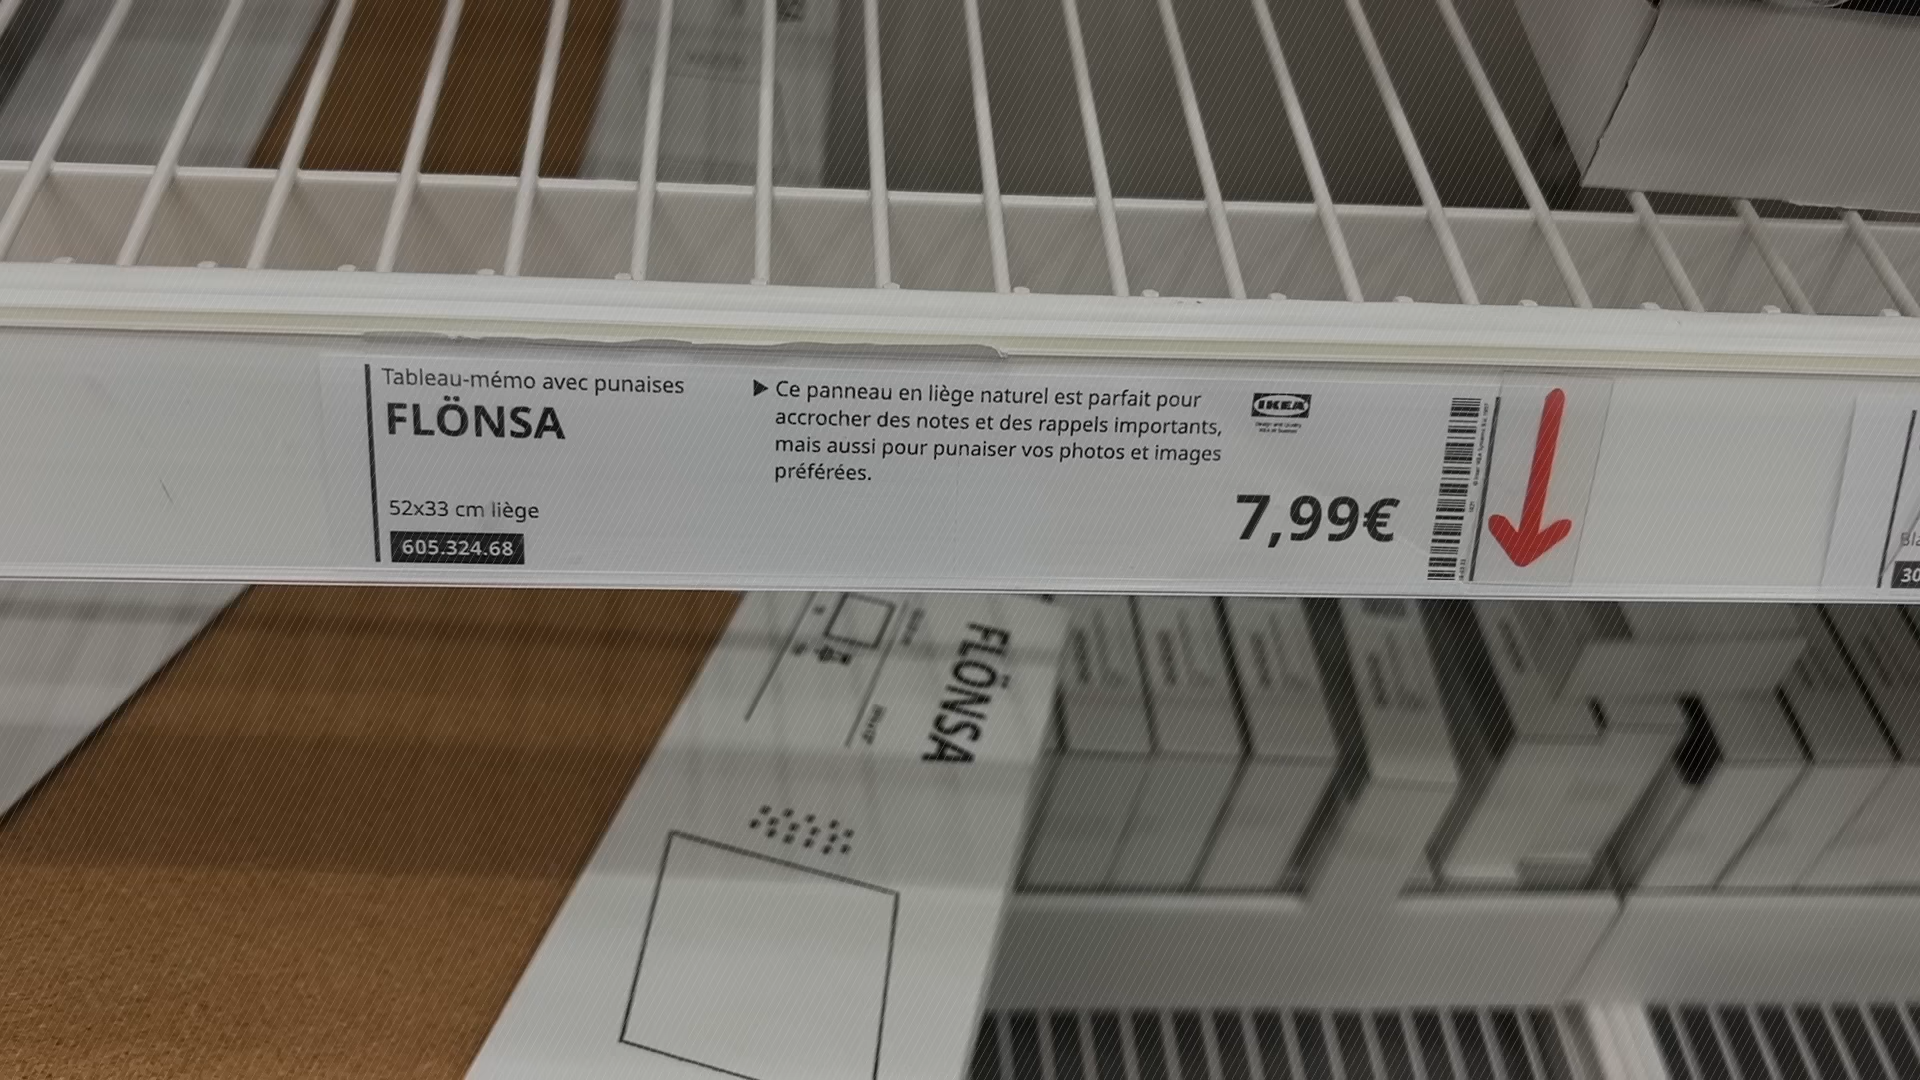 Tableau-mémo avec punaises
FLÖNSA
52x33 cm liège
605.324.68
▶ Ce panneau en liège naturel est parfait pour
accrocher des notes et des rappels importants,
mais aussi pour punaiser vos photos et images
préférées.
IKEA
7,99€
30
FLÖNSA